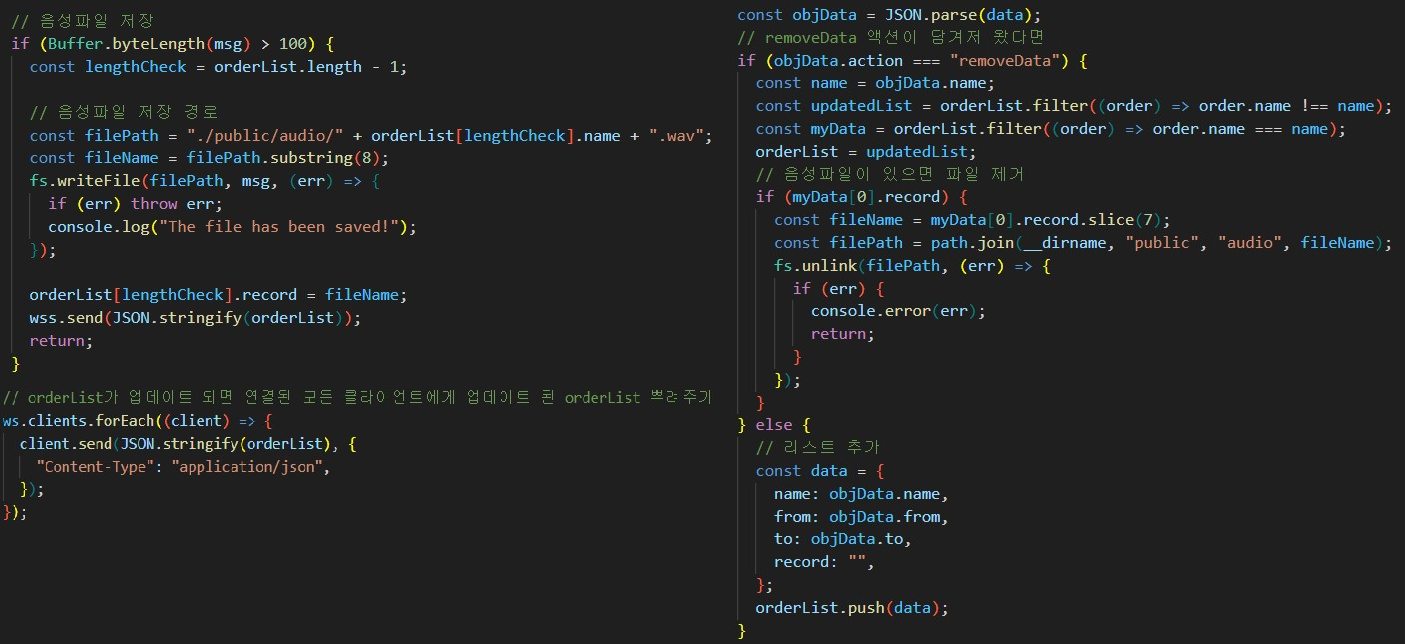 // 음성파일 저장
if (Buffer.byteLength(msg) > 100) {
const lengthCheck = orderList.length - 1;
// 음성파일 저장 경로
const filePath = "./public/audio/" + orderList[lengthCheck].name + ".wav";
const fileName = filePath.substring(8);
fs.writeFile(filePath, msg, (err) => {
if (err) throw err;
console.log("The file has been saved!");
});
orderList[lengthCheck].record = fileName;
wss.send(JSON.stringify(orderList));
return;
}
// orderList가 업데이트 되면 연결된 모든 클라이언트에게 업데이트 된 orderList 뿌려주기
ws.clients.forEach((client) => {
client.send(JSON.stringify(orderList), {
"Content-Type": "application/json",
});
});
const objData = JSON.parse(data);
// removeData 액션이 담겨져 왔다면
if (objData.action === "removeData") {
const name = objData.name;
const updatedList = orderList.filter((order) => order.name !== name);
const myData = orderList.filter((order) => order.name === name);
orderList = updatedList;
// 음성파일이 있으면 파일 제거
if (myData[0].record) {
const fileName = myData[0].record.slice(7);
const filePath = path.join(__dirname, "public", "audio", fileName);
fs.unlink(filePath, (err) => {
if (err) {
console.error(err);
return;
}
});
}
} else {
// 리스트 추가
const data = {
name: objData.name,
from: objData.from,
to: objData.to,
record: "",
};
orderList.push(data);
}